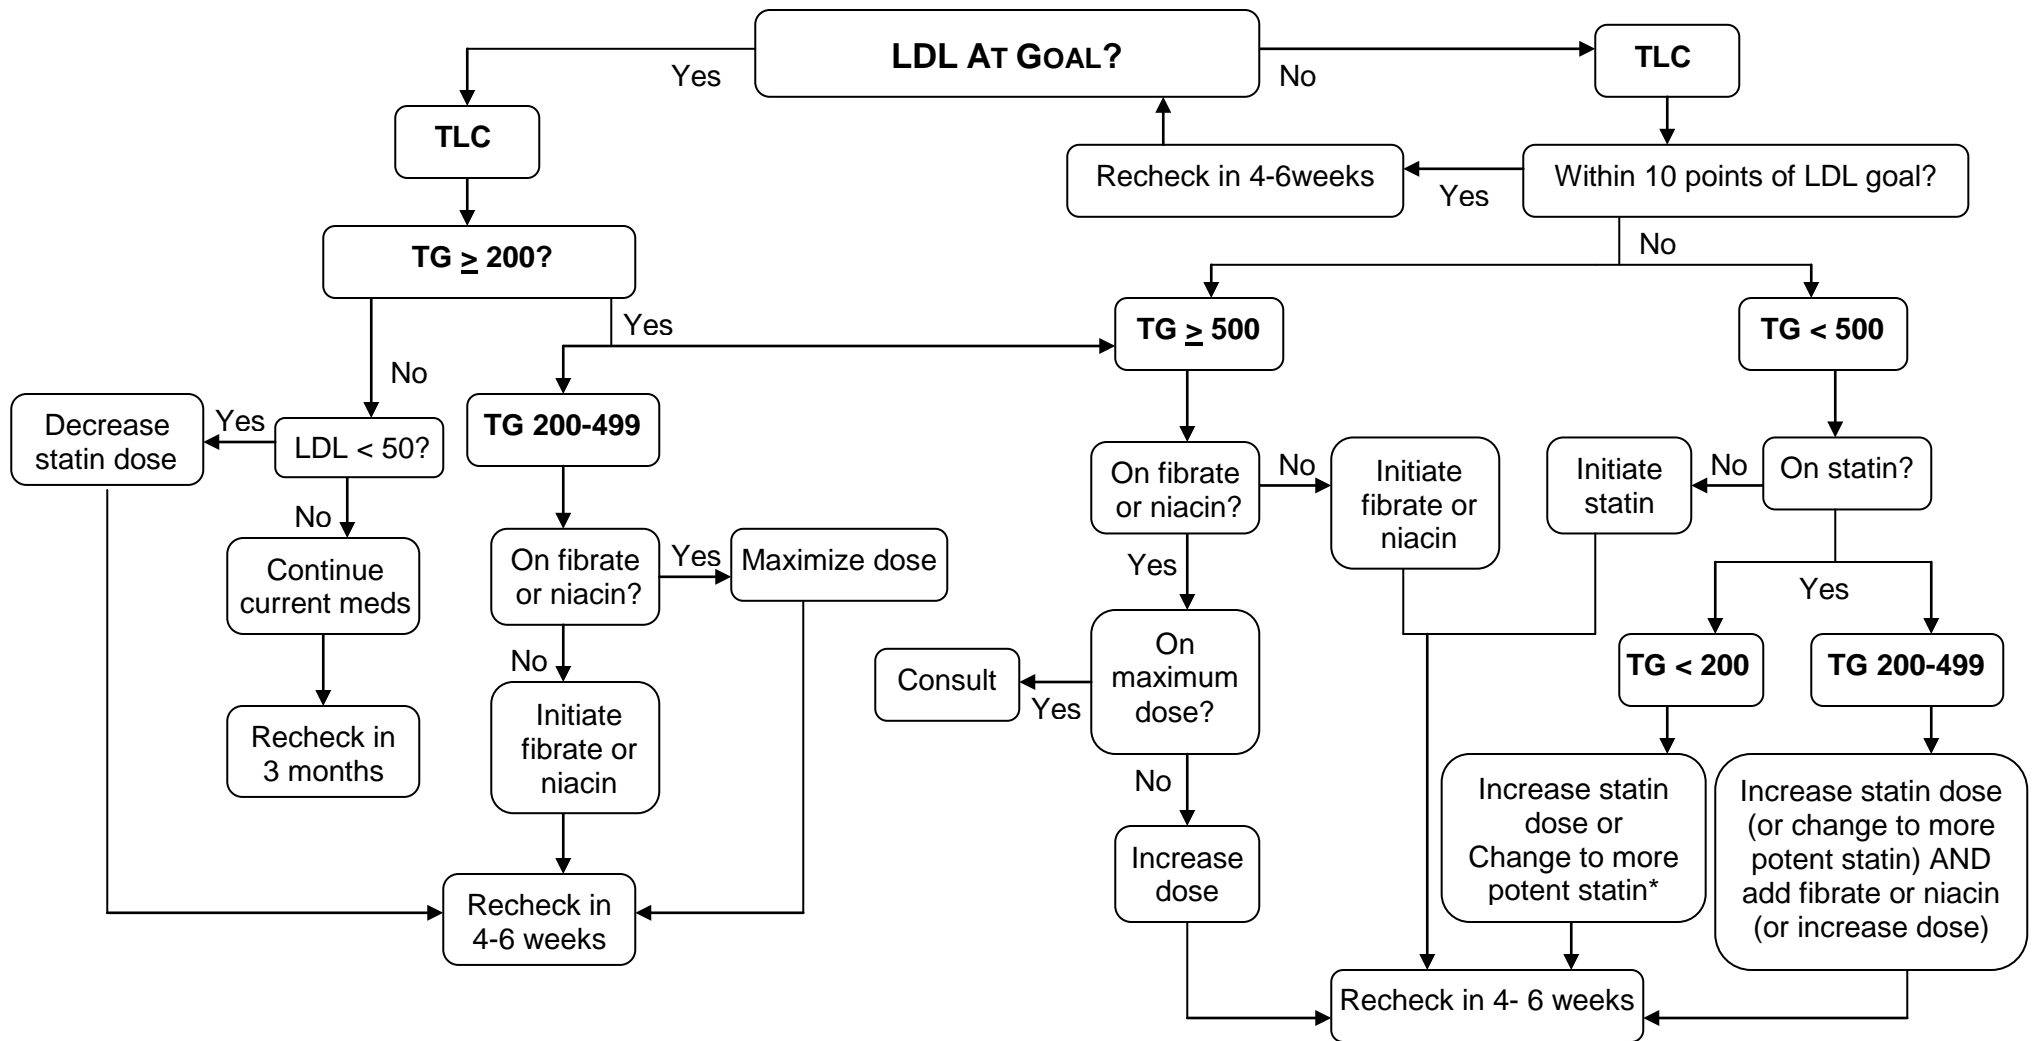 LDL AT GOAL?
Yes
No
TLC
TLC
Recheck in 4-6weeks
Yes
Within 10 points of LDL goal?
No
TG ≥ 200?
Yes
No
TG ≥ 500
TG < 500
Decrease
statin dose
Yes
LDL < 50?
No
TG 200-499
On fibrate
or niacin?
No
Initiate
fibrate or
niacin
Initiate
statin
No
On statin?
Yes
Continue
current meds
On fibrate
or niacin?
Yes
Maximize dose
No
Yes
Recheck in
3 months
Initiate
fibrate or
niacin
Consult
Yes
On
maximum
dose?
No
TG < 200
TG 200-499
Increase
dose
Increase statin
dose or
Change to more
potent statin*
Increase statin dose
(or change to more
potent statin) AND
add fibrate or niacin
(or increase dose)
Recheck in
4-6 weeks
Recheck in 4- 6 weeks